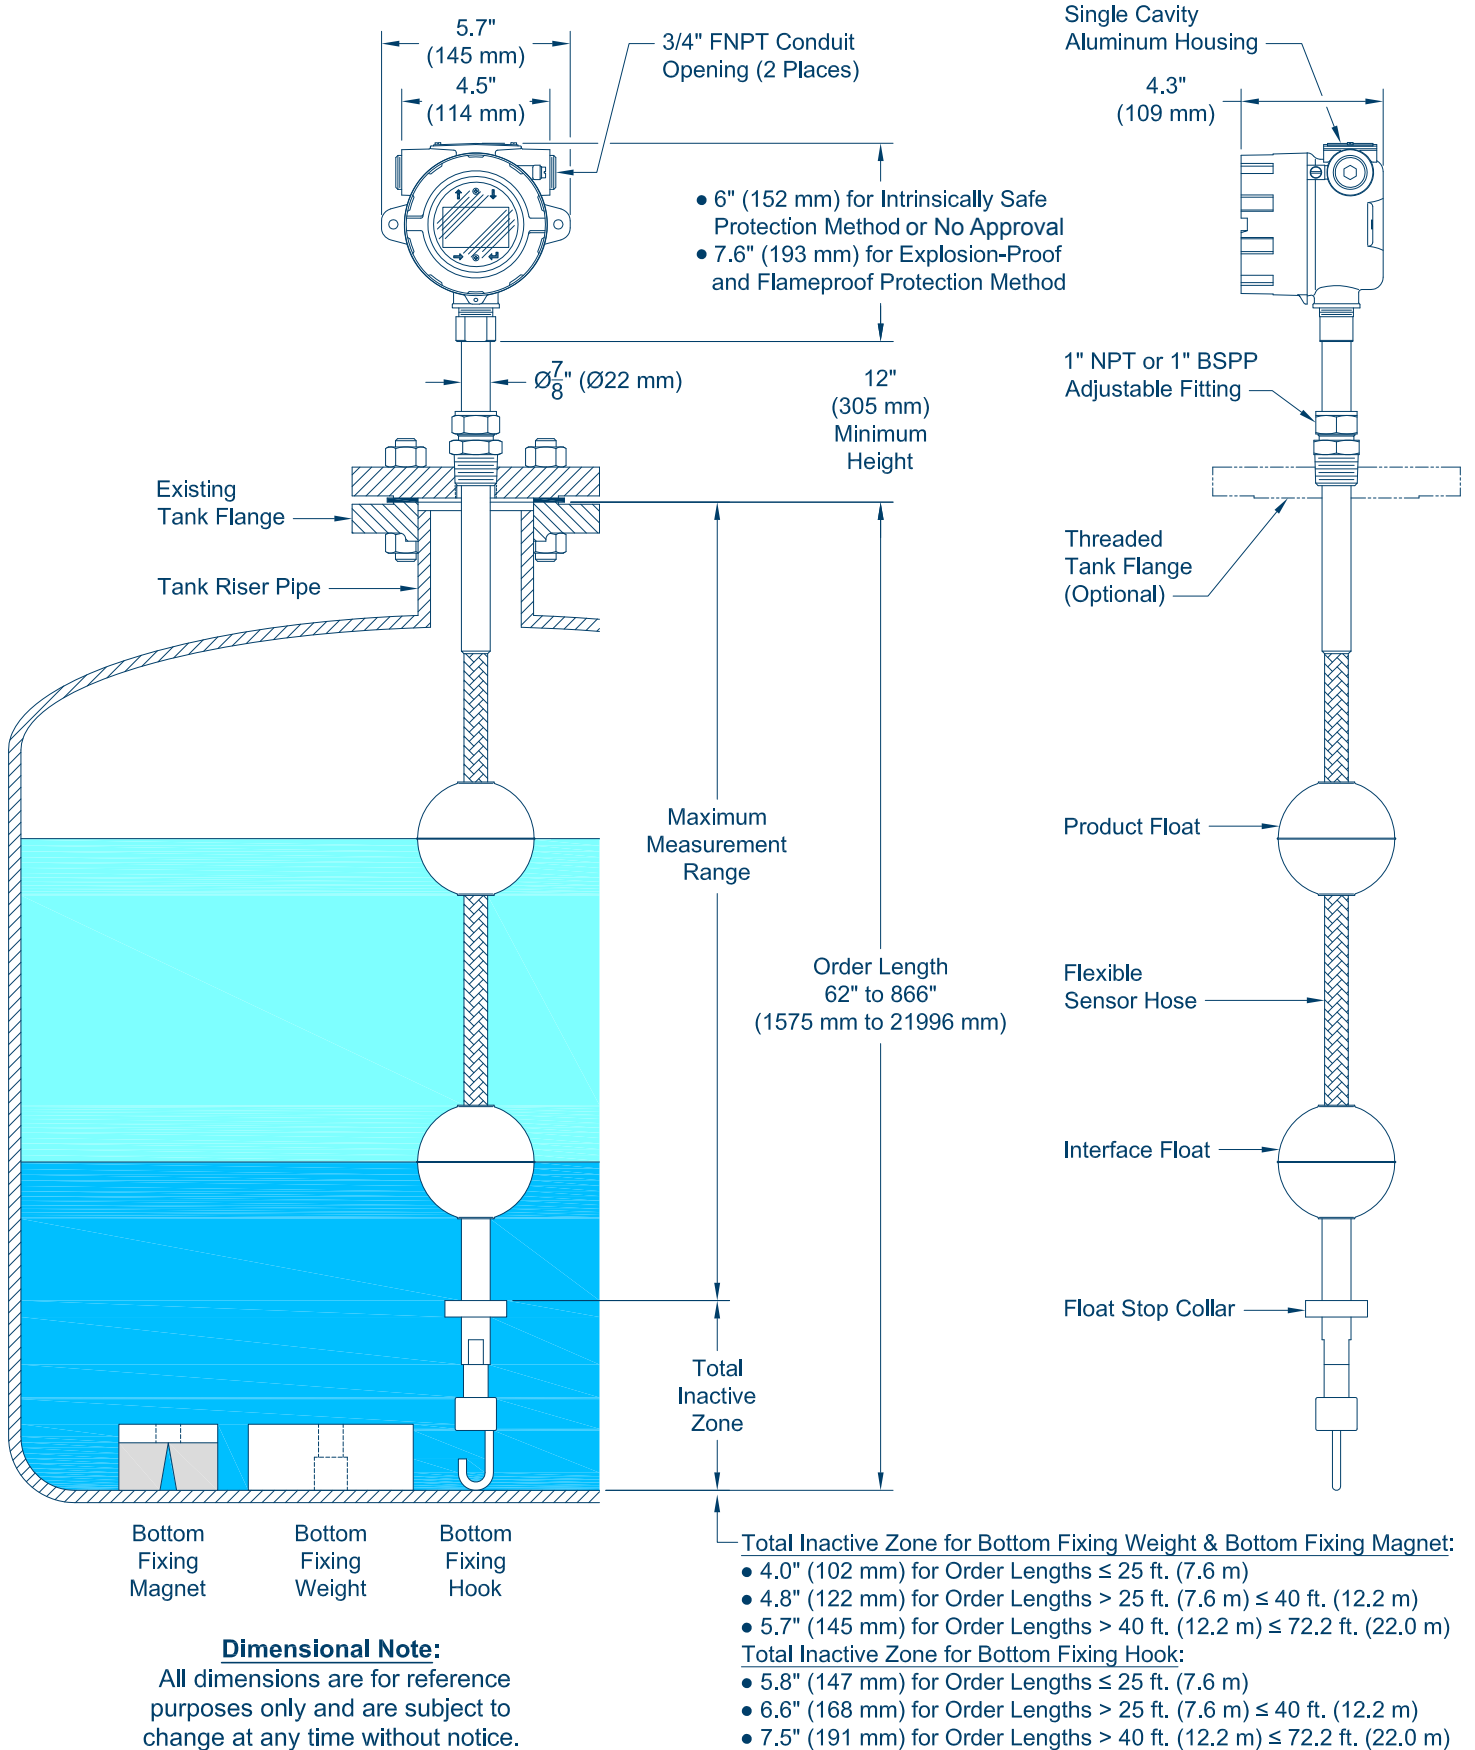 5.7"
(145 mm)
4.5"
(114 mm)
3/4" FNPT Conduit
Opening (2 Places)
Single Cavity
Aluminum Housing
4.3"
(109 mm)
● 6" (152 mm) for Intrinsically Safe
Protection Method or No Approval
● 7.6" (193 mm) for Explosion-Proof
and Flameproof Protection Method
Ø7/8" (Ø22 mm)
12"
(305 mm)
Minimum
Height
1" NPT or 1" BSPP
Adjustable Fitting
Existing
Tank Flange
Tank Riser Pipe
Threaded
Tank Flange
(Optional)
Maximum
Measurement
Range
Product Float
Order Length
62" to 866"
(1575 mm to 21996 mm)
Flexible
Sensor Hose
Interface Float
Float Stop Collar
Total
Inactive
Zone
Bottom
Fixing
Magnet
Bottom
Fixing
Weight
Bottom
Fixing
Hook
Total Inactive Zone for Bottom Fixing Weight & Bottom Fixing Magnet:
● 4.0" (102 mm) for Order Lengths ≤ 25 ft. (7.6 m)
● 4.8" (122 mm) for Order Lengths > 25 ft. (7.6 m) ≤ 40 ft. (12.2 m)
● 5.7" (145 mm) for Order Lengths > 40 ft. (12.2 m) ≤ 72.2 ft. (22.0 m)
Total Inactive Zone for Bottom Fixing Hook:
● 5.8" (147 mm) for Order Lengths ≤ 25 ft. (7.6 m)
● 6.6" (168 mm) for Order Lengths > 25 ft. (7.6 m) ≤ 40 ft. (12.2 m)
● 7.5" (191 mm) for Order Lengths > 40 ft. (12.2 m) ≤ 72.2 ft. (22.0 m)
Dimensional Note:
All dimensions are for reference
purposes only and are subject to
change at any time without notice.